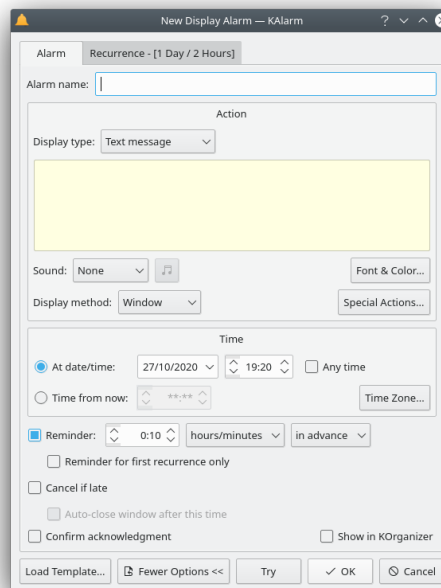 New Display Alarm — KAlarm
Alarm
Recurrence - [1 Day / 2 Hours]
Alarm name:
Action
Display type: Text message
Sound: None
Font & Color...
Display method: Window
Special Actions...
Time
At date/time: 27/10/2020 19:20 Any time
Time from now: **:** Time Zone...
Reminder: 0:10 hours/minutes in advance
Reminder for first recurrence only
Cancel if late
Auto-close window after this time
Confirm acknowledgment Show in KOrganizer
Load Template... Fewer Options << Try OK Cancel